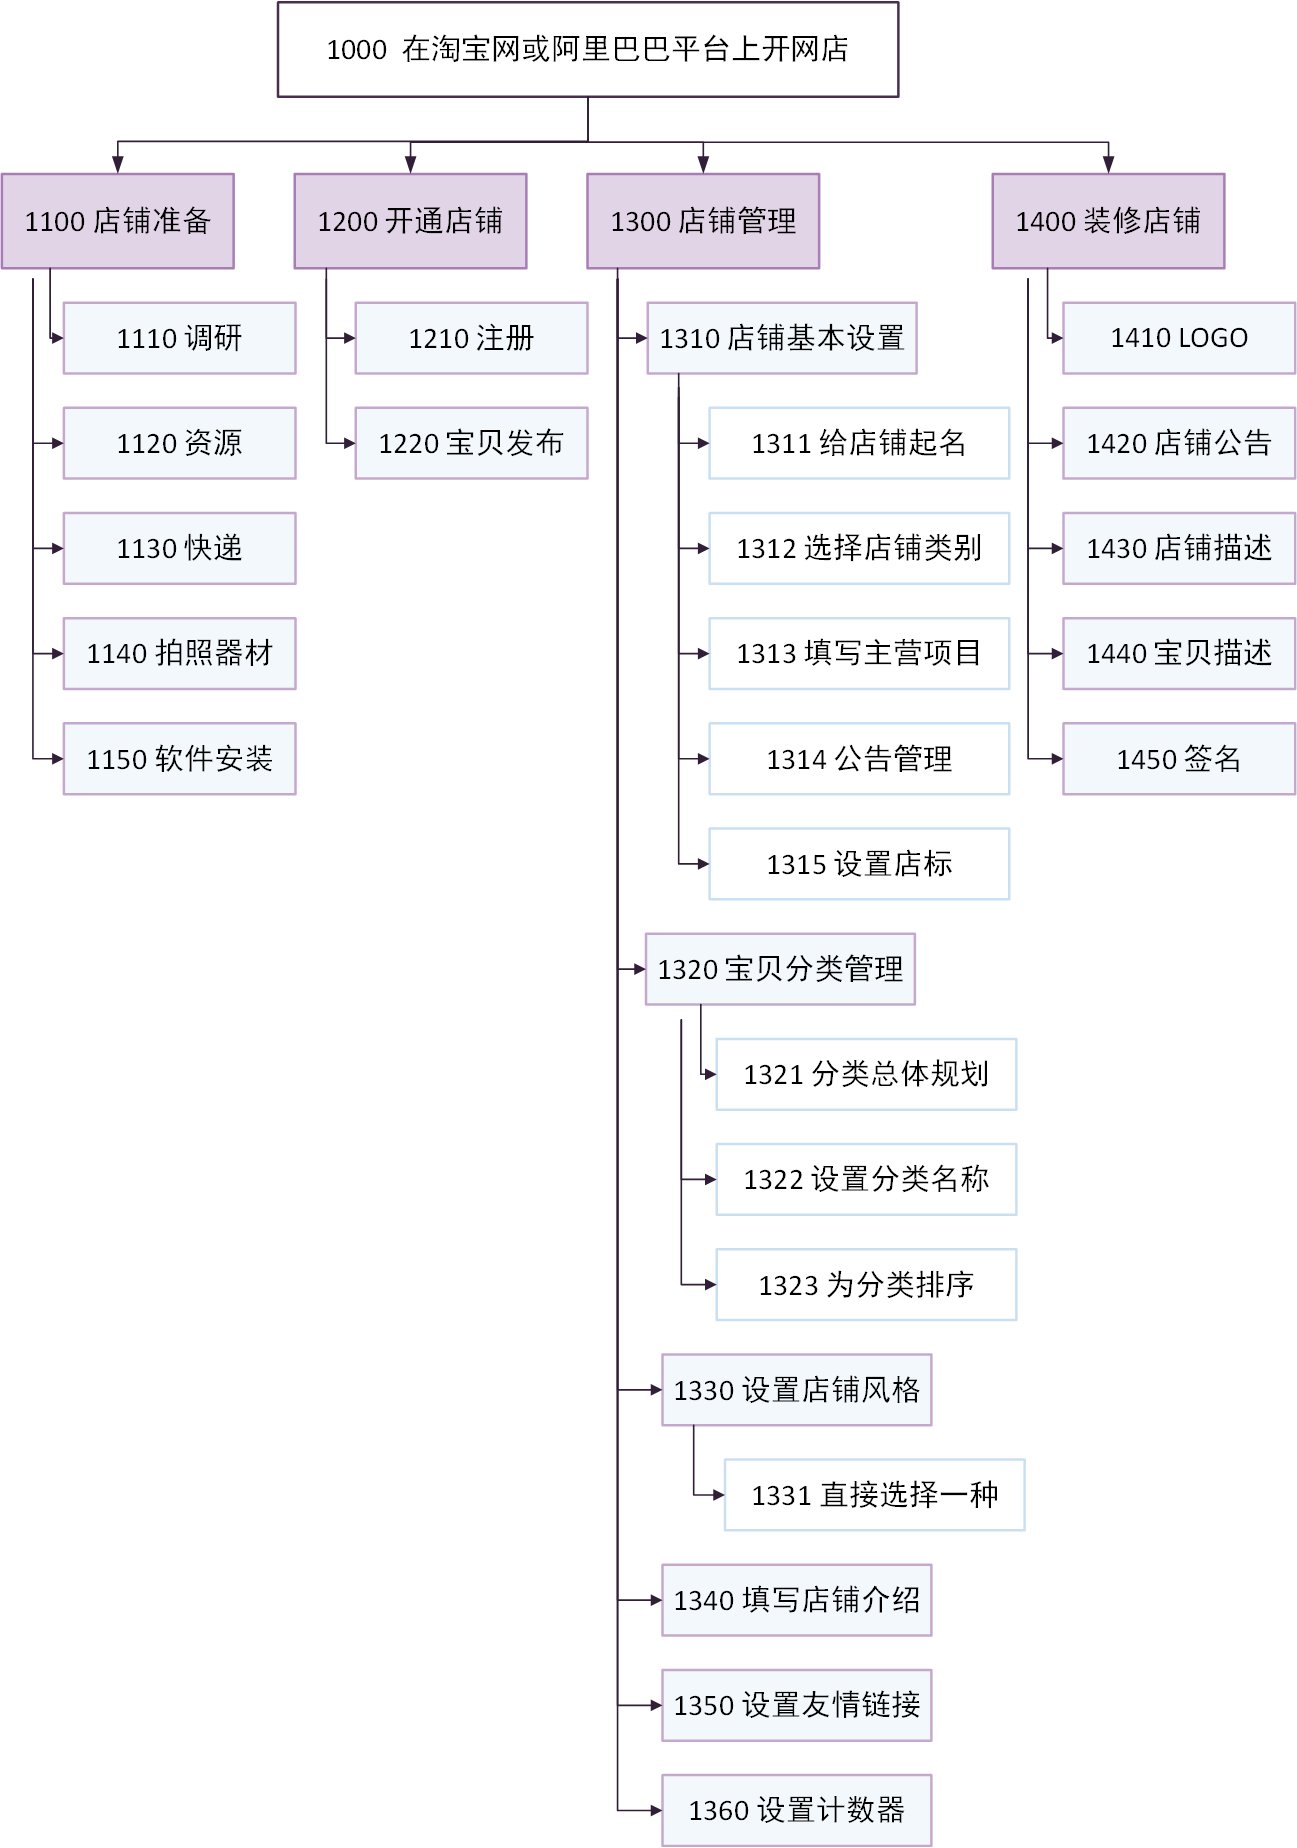 1000 在淘宝网或阿里巴巴平台上开网店
1100 店铺准备
1110 调研
1120 资源
1130 快递
1140 拍照器材
1150 软件安装
1200 开通店铺
1210 注册
1220 宝贝发布
1300 店铺管理
1310 店铺基本设置
1311 给店铺起名
1312 选择店铺类别
1313 填写主营项目
1314 公告管理
1315 设置店标
1320 宝贝分类管理
1321 分类总体规划
1322 设置分类名称
1323 为分类排序
1330 设置店铺风格
1331 直接选择一种
1340 填写店铺介绍
1350 设置友情链接
1360 设置计数器
1400 装修店铺
1410 LOGO
1420 店铺公告
1430 店铺描述
1440 宝贝描述
1450 签名